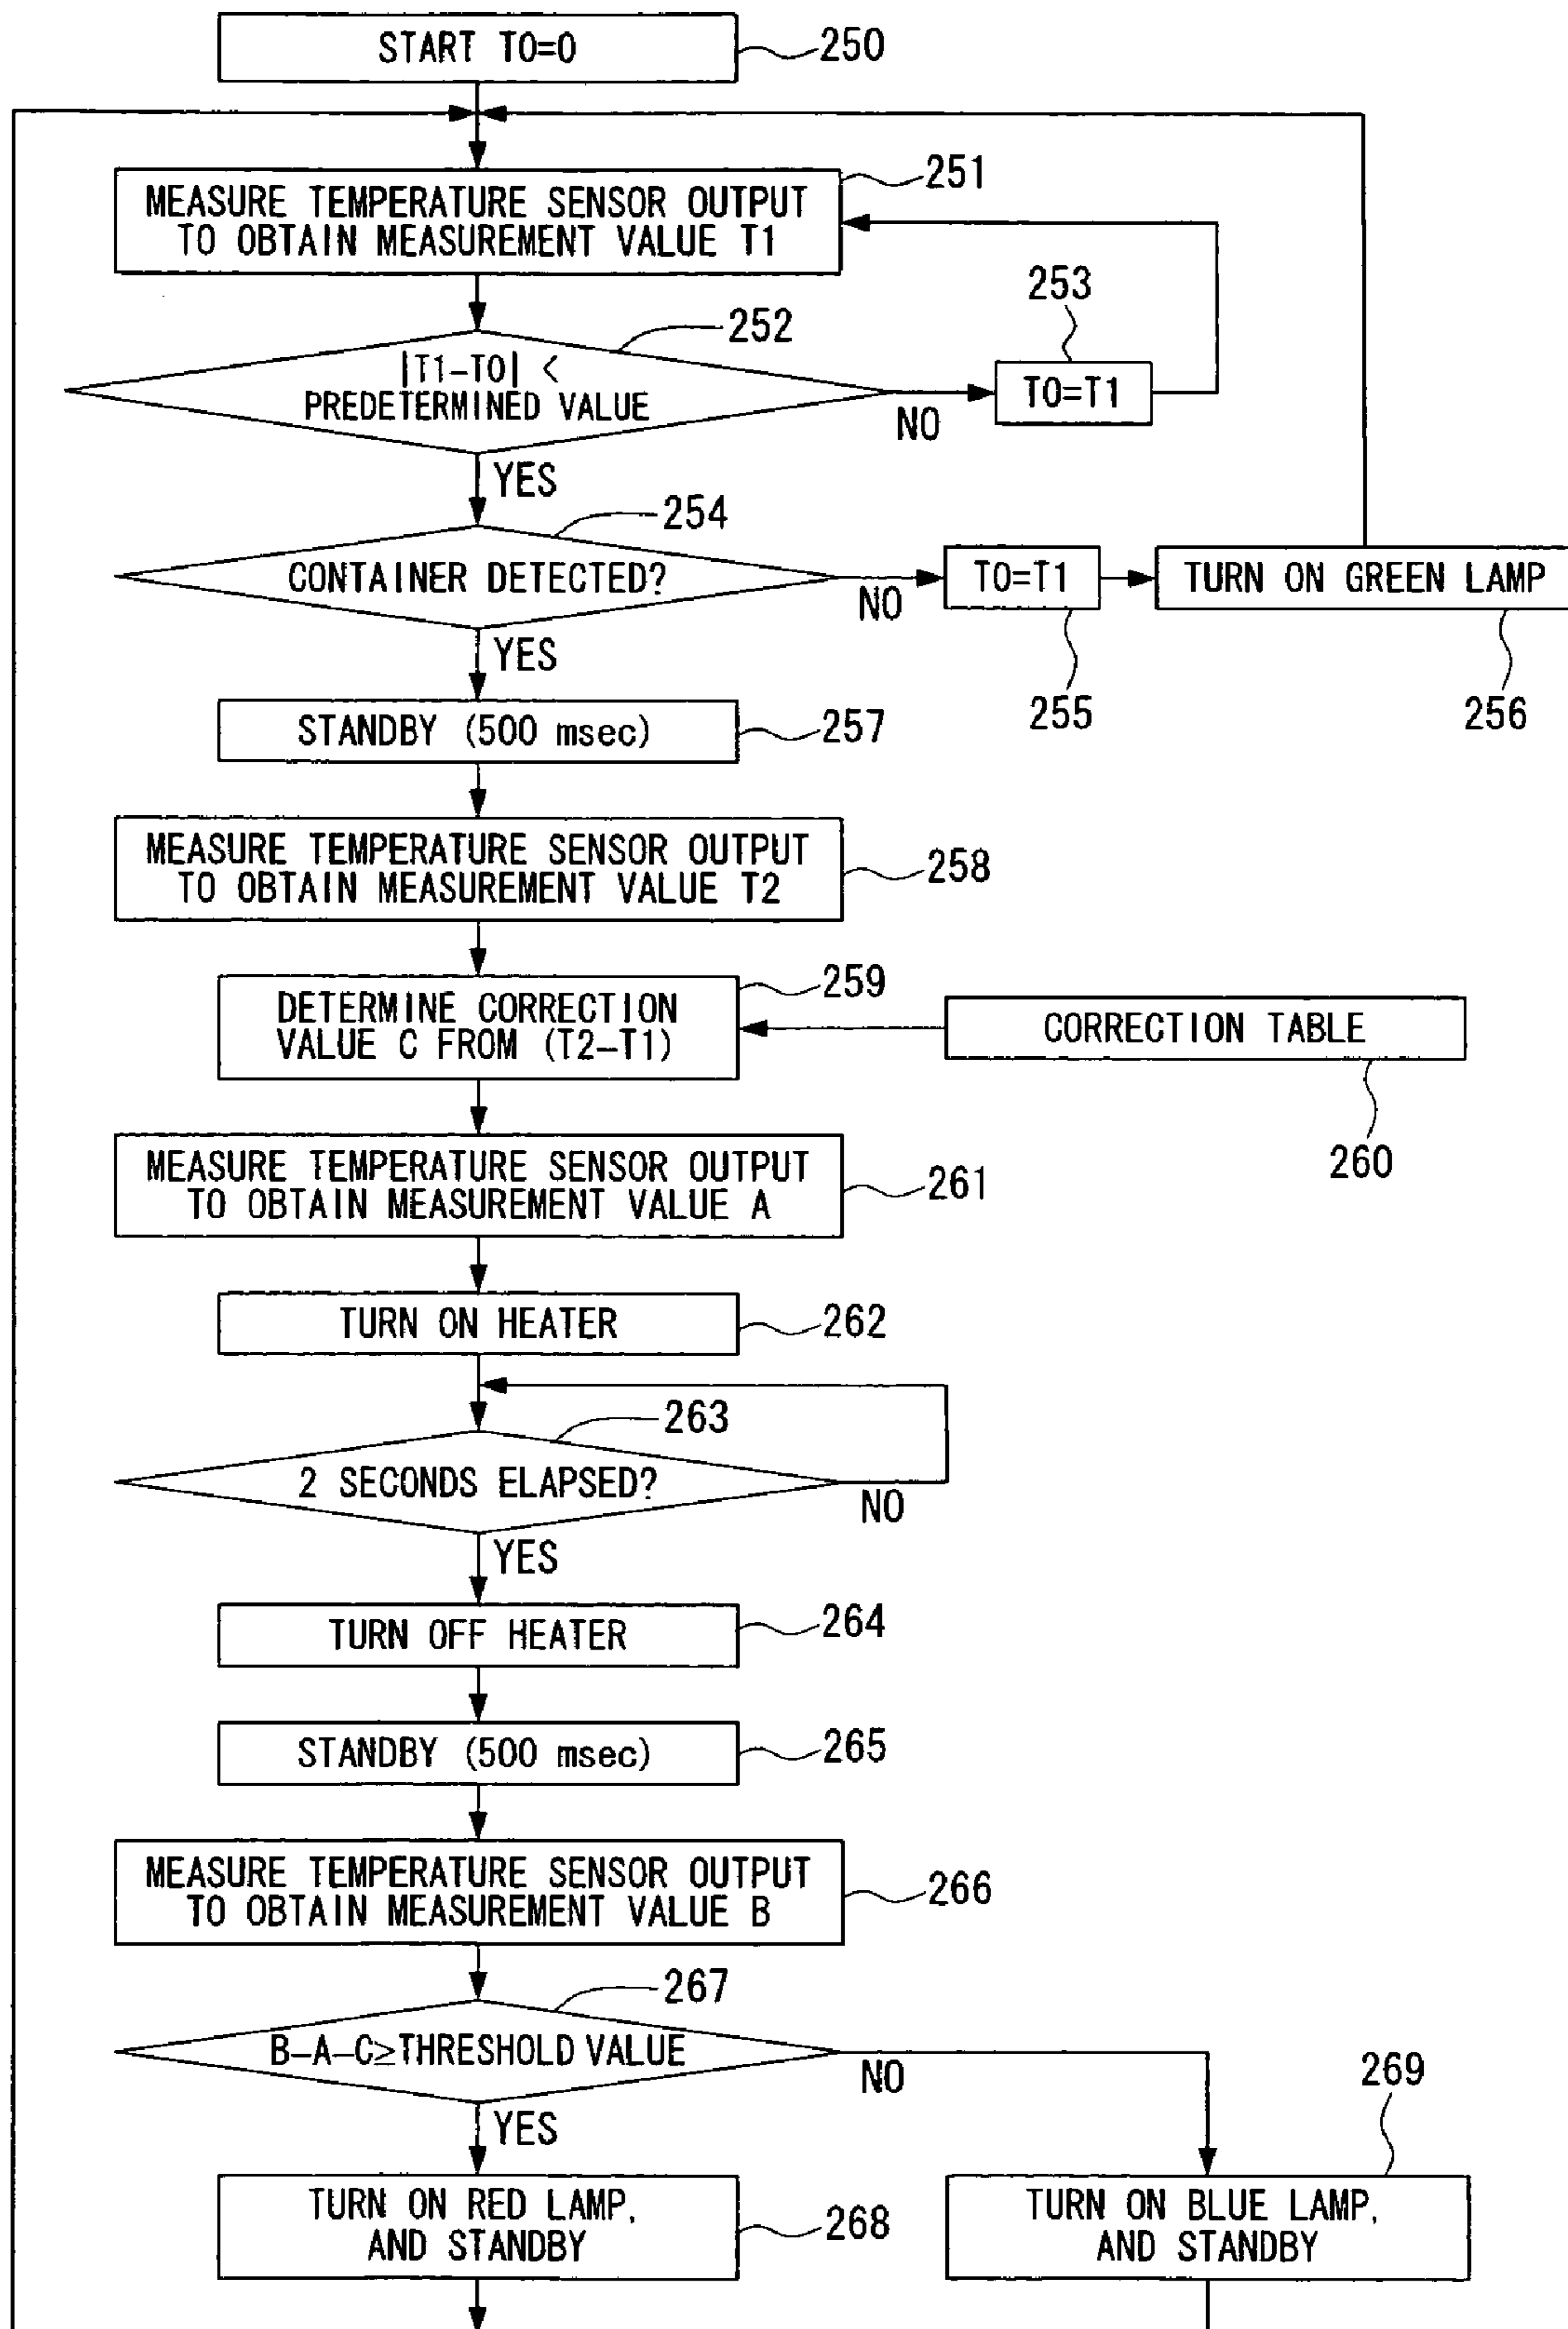 START T0=0
250
MEASURE TEMPERATURE SENSOR OUTPUT
TO OBTAIN MEASUREMENT VALUE T1
251
|T1-T0| <
PREDETERMINED VALUE
252
NO
253
T0=T1
YES
CONTAINER DETECTED?
254
NO
T0=T1
255
TURN ON GREEN LAMP
256
YES
STANDBY (500 msec)
257
MEASURE TEMPERATURE SENSOR OUTPUT
TO OBTAIN MEASUREMENT VALUE T2
258
DETERMINE CORRECTION
VALUE C FROM (T2-T1)
259
CORRECTION TABLE
260
MEASURE TEMPERATURE SENSOR OUTPUT
TO OBTAIN MEASUREMENT VALUE A
261
TURN ON HEATER
262
2 SECONDS ELAPSED?
263
NO
YES
TURN OFF HEATER
264
STANDBY (500 msec)
265
MEASURE TEMPERATURE SENSOR OUTPUT
TO OBTAIN MEASUREMENT VALUE B
266
B-A-C≥THRESHOLD VALUE
267
NO
YES
TURN ON RED LAMP,
AND STANDBY
268
TURN ON BLUE LAMP,
AND STANDBY
269